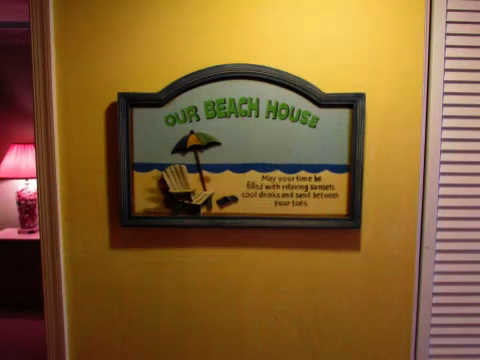 OUR BEACH HOUSE
May your time be
filled with relaxing sunsets
cool drinks and sand between
your toes